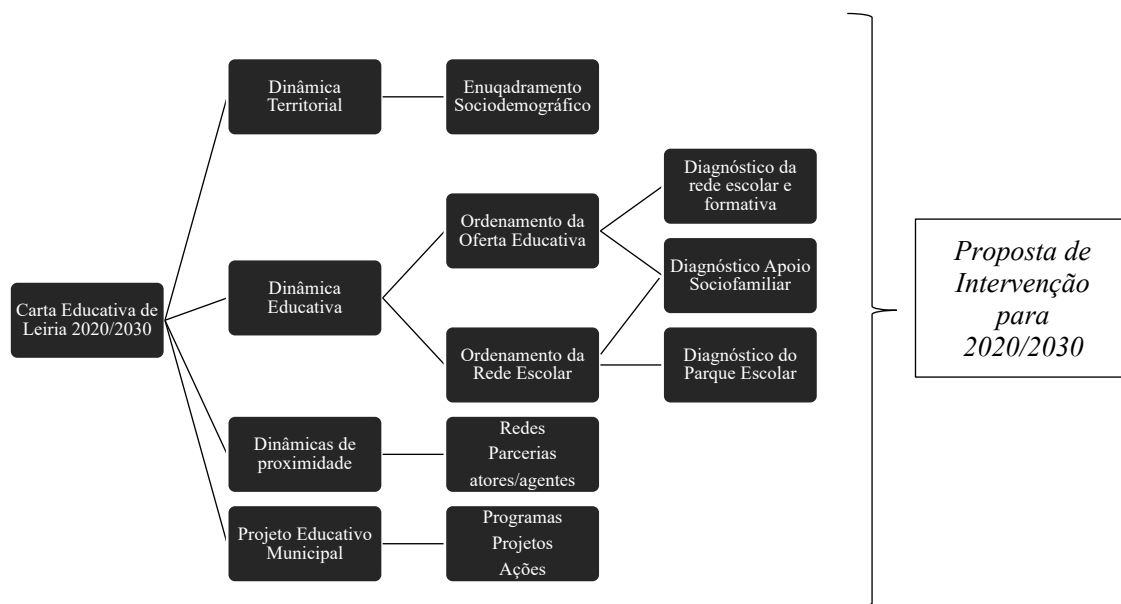 Carta Educativa de
Leiria 2020/2030
Dinâmica
Territorial
Enuqadramento
Sociodemográfico
Dinâmica
Educativa
Ordenamento da
Oferta Educativa
Diagnóstico da
rede escolar e
formativa
Diagnóstico Apoio
Sociofamiliar
Ordenamento da
Rede Escolar
Diagnóstico do
Parque Escolar
Dinâmicas de
proximidade
Redes
Parcerias
atores/agentes
Projeto Educativo
Municipal
Programas
Projetos
Ações
Proposta de
Intervenção
para
2020/2030